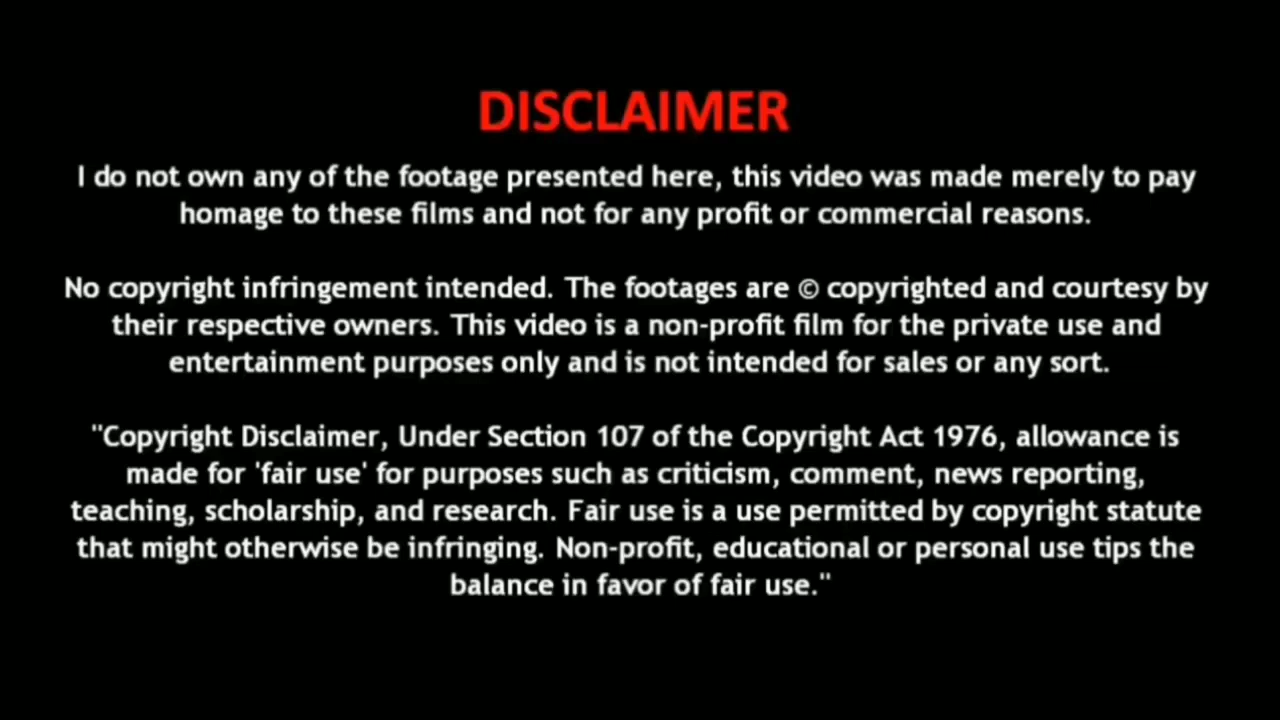 DISCLAIMER
I do not own any of the footage presented here, this video was made merely to pay
homage to these films and not for any profit or commercial reasons.
No copyright infringement intended. The footages are © copyrighted and courtesy by
their respective owners. This video is a non-profit film for the private use and
entertainment purposes only and is not intended for sales or any sort.
"Copyright Disclaimer, Under Section 107 of the Copyright Act 1976, allowance is
made for 'fair use' for purposes such as criticism, comment, news reporting,
teaching, scholarship, and research. Fair use is a use permitted by copyright statute
that might otherwise be infringing. Non-profit, educational or personal use tips the
balance in favor of fair use."